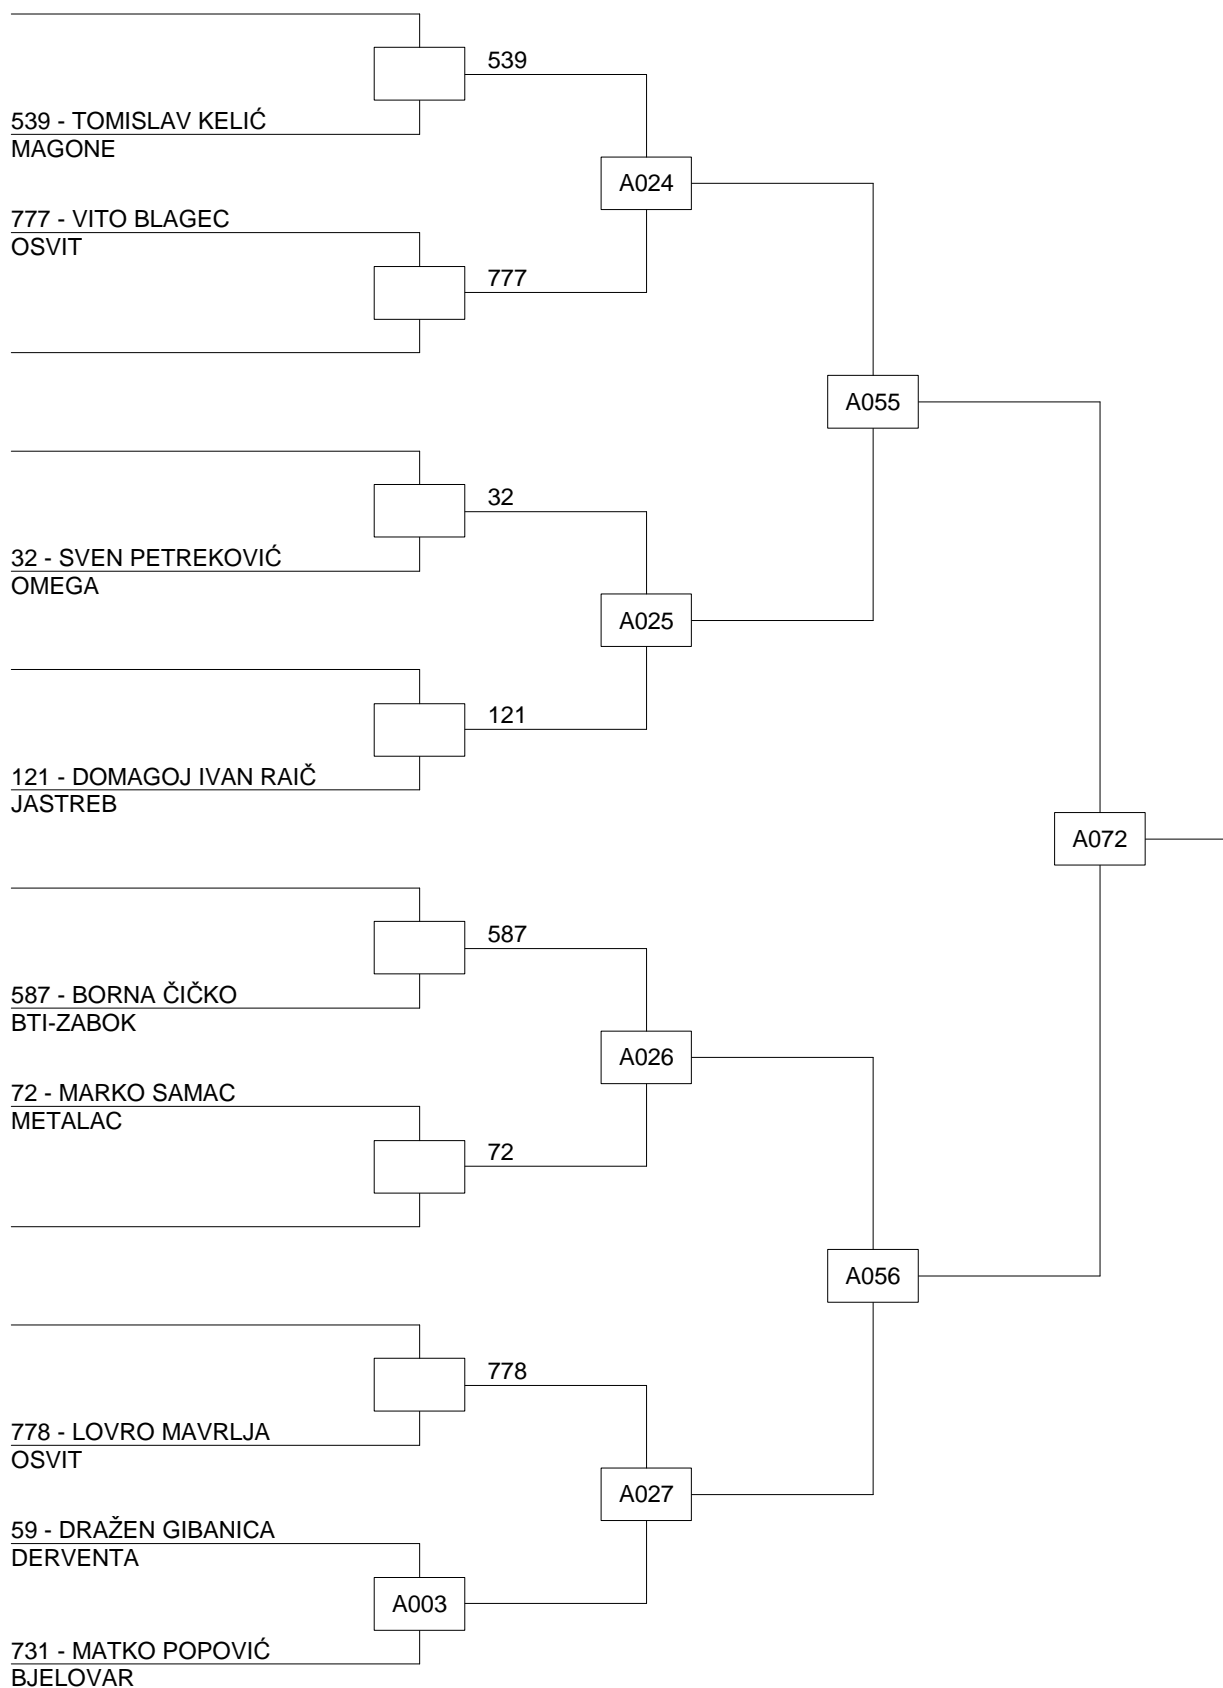 539
539 - TOMISLAV KELIĆ
MAGONE
A024
777 - VITO BLAGEC
OSVIT
777
A055
32
32 - SVEN PETREKOVIĆ
OMEGA
A025
121
121 - DOMAGOJ IVAN RAIČ
JASTREB
A072
587
587 - BORNA ČIČKO
BTI-ZABOK
A026
72 - MARKO SAMAC
METALAC
72
A056
778
778 - LOVRO MAVRLJA
OSVIT
A027
59 - DRAŽEN GIBANICA
DERVENTA
A003
731 - MATKO POPOVIĆ
BJELOVAR